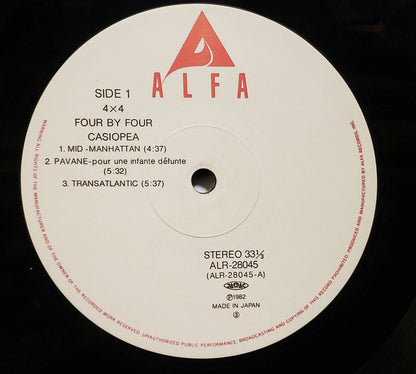 ALFA
SIDE 1
4×4
FOUR BY FOUR
CASIOPEA
1. MID-MANHATTAN (4:37)
2. PAVANE-pour une infante défunte
(5:32)
3. TRANSATLANTIC (5:37)
STEREO 33⅓
ALR-28045
(ALR-28045-A)
Ⓟ1982
MADE IN JAPAN
③
WARNING: ALL RIGHTS OF THE MANUFACTURER AND OF THE OWNER OF THE RECORDED WORK RESERVED. UNAUTHORIZED PUBLIC PERFORMANCE, BROADCASTING AND COPYING OF THIS RECORD PROHIBITED. PRODUCED AND MANUFACTURED BY ALFA RECORDS, INC.